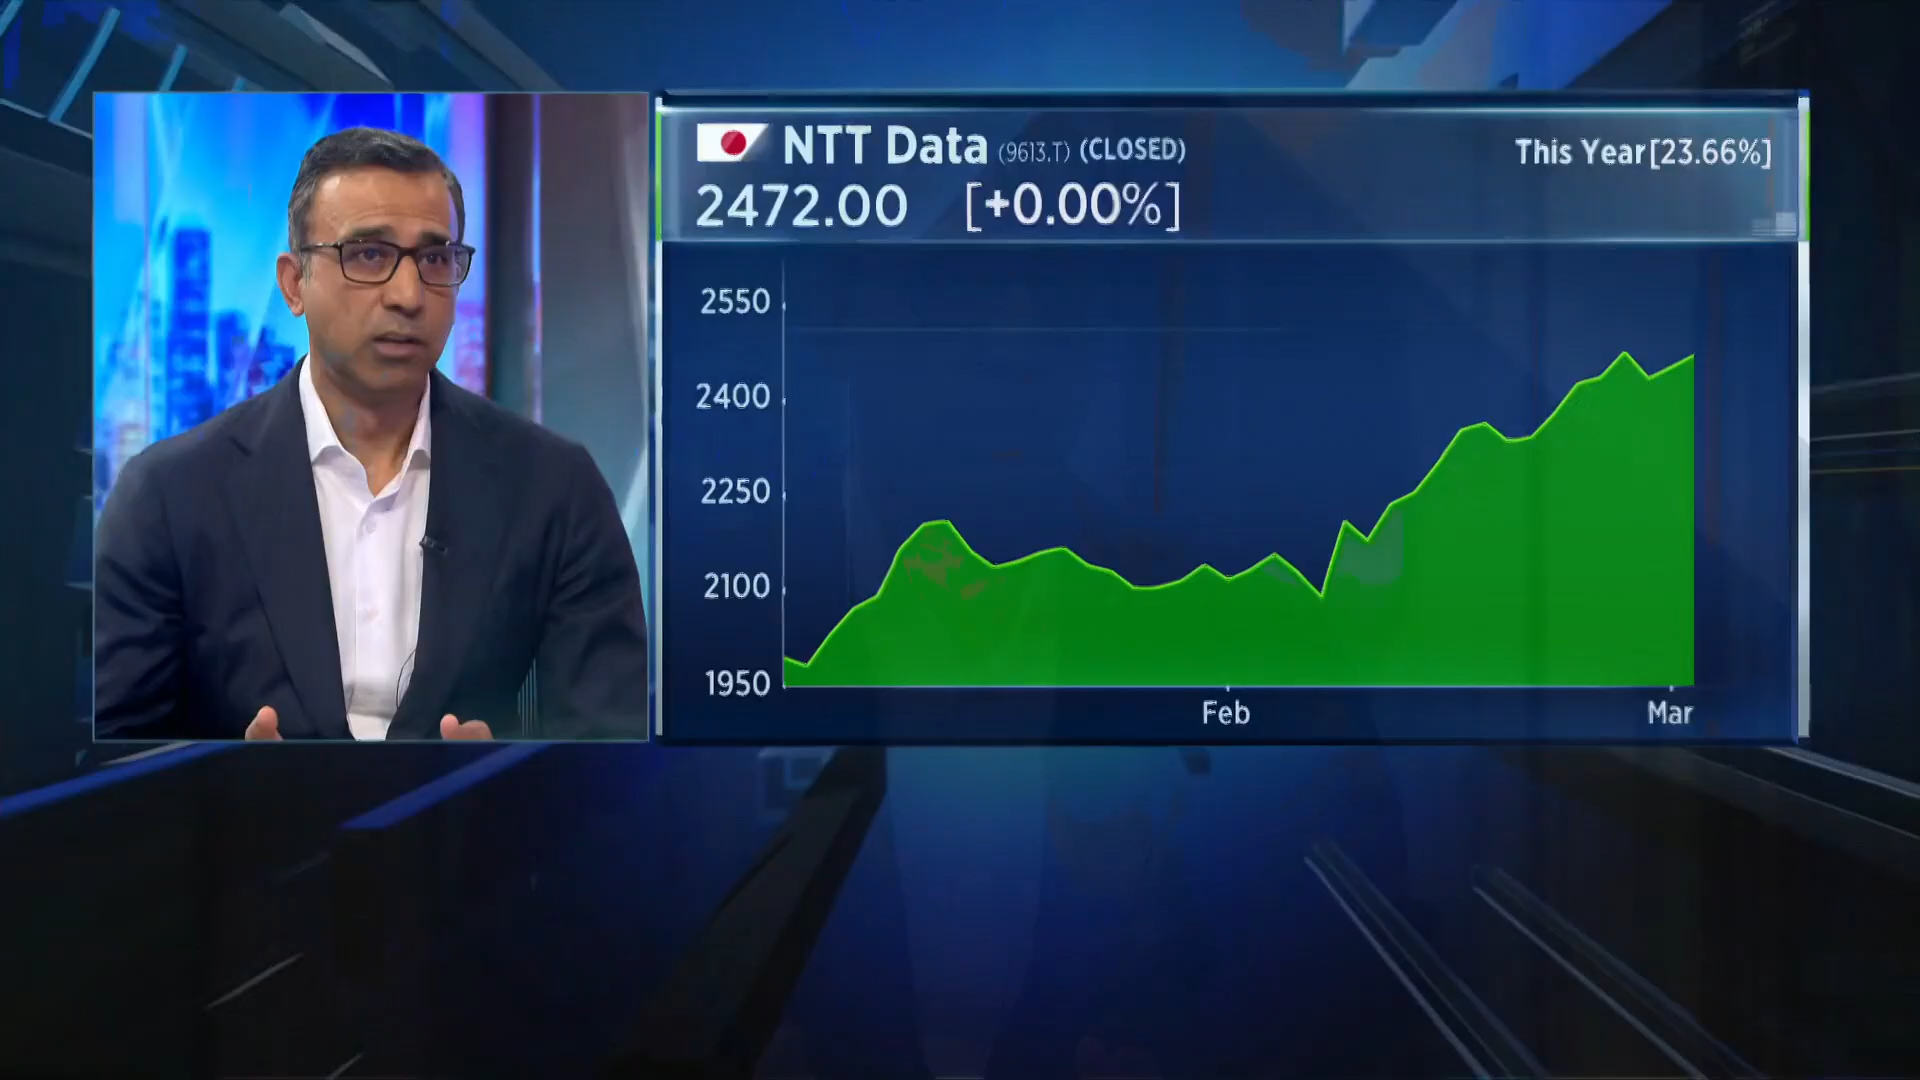 NTT Data (9613.T) (CLOSED)
This Year[23.66%]
2472.00 [+0.00%]
2550
2400
2250
2100
1950
Feb
Mar